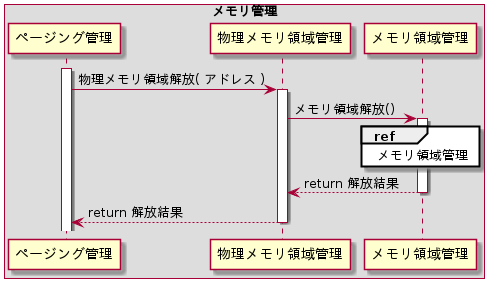 メモリ管理
ページング管理
物理メモリ領域管理
メモリ領域管理
物理メモリ領域解放( アドレス )
メモリ領域解放()
ref
メモリ領域管理
return 解放結果
return 解放結果
ページング管理
物理メモリ領域管理
メモリ領域管理